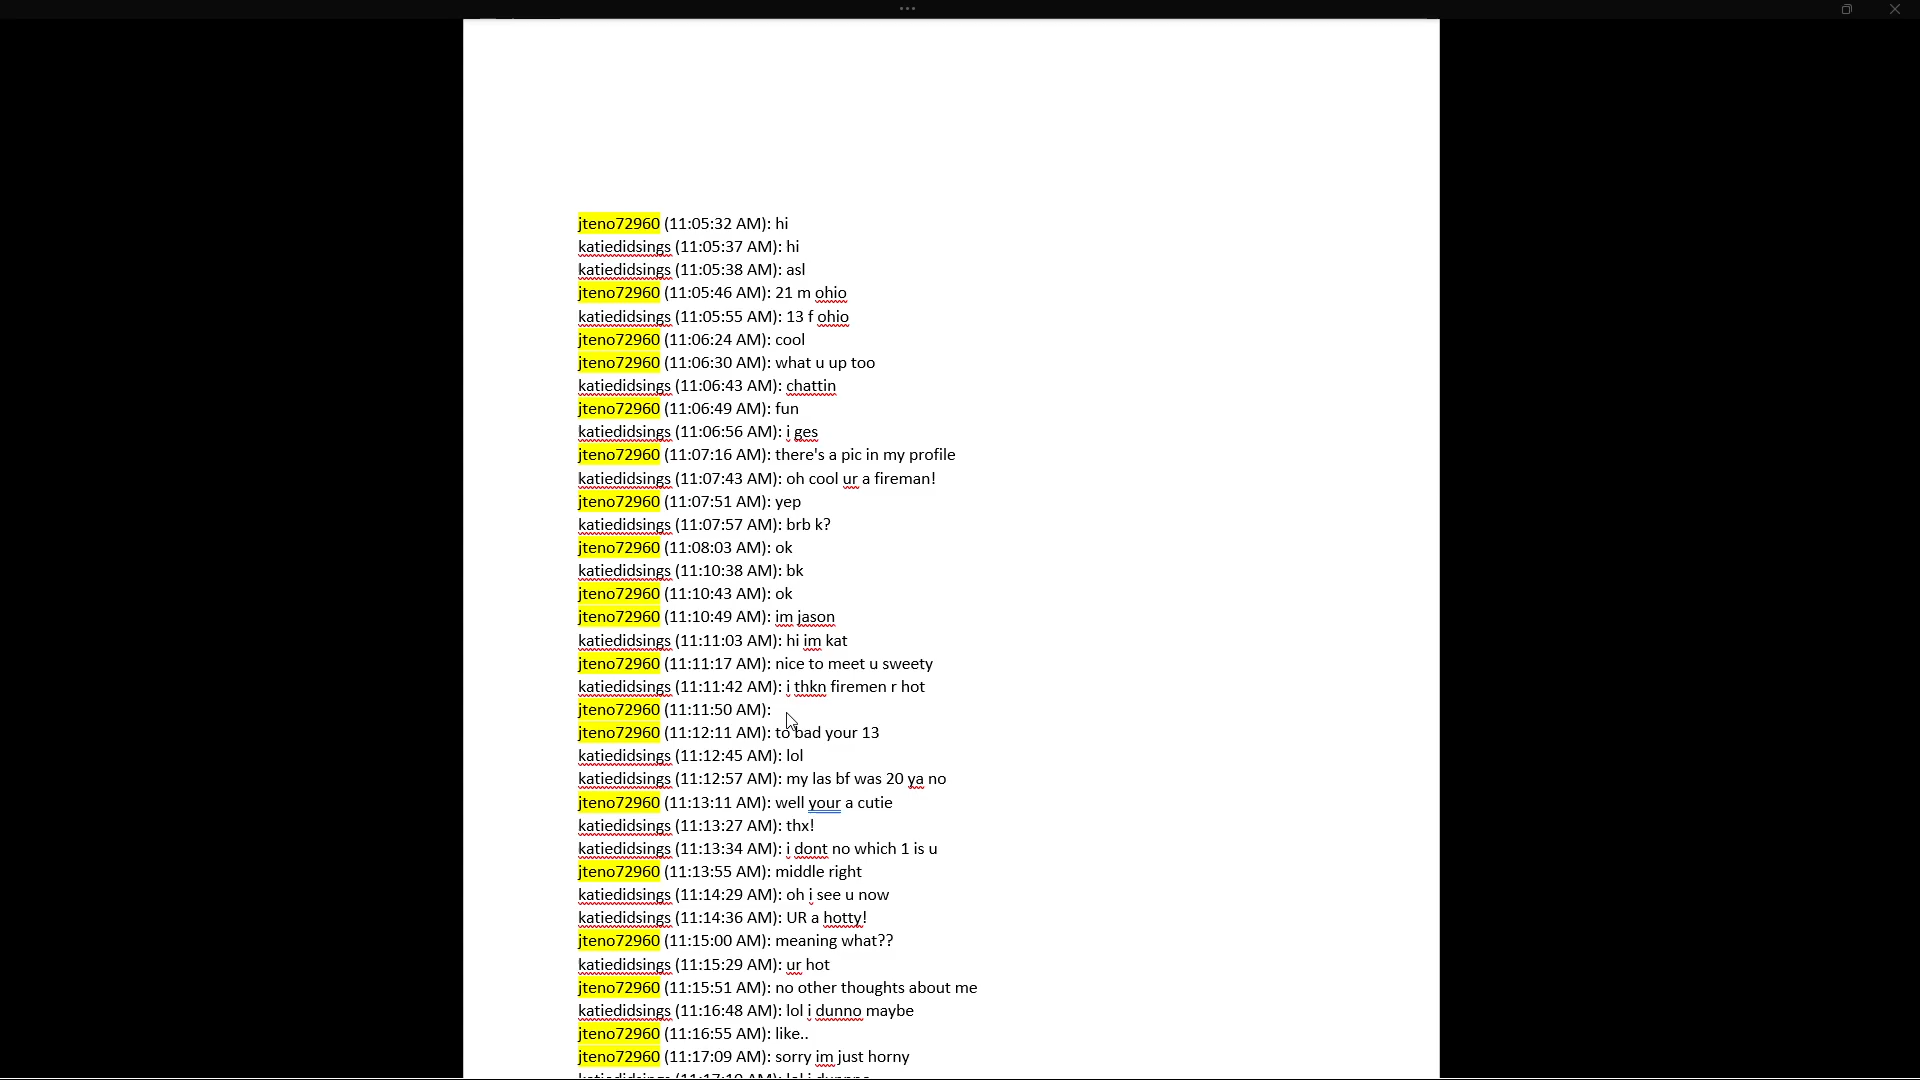 jteno72960 (11:05:32 AM): hi
katiedidsings (11:05:37 AM): hi
katiedidsings (11:05:38 AM): asl
jteno72960 (11:05:46 AM): 21 m ohio
katiedidsings (11:05:55 AM): 13 f ohio
jteno72960 (11:06:24 AM): cool
jteno72960 (11:06:30 AM): what u up too
katiedidsings (11:06:43 AM): chattin
jteno72960 (11:06:49 AM): fun
katiedidsings (11:06:56 AM): i ges
jteno72960 (11:07:16 AM): there's a pic in my profile
katiedidsings (11:07:43 AM): oh cool ur a fireman!
jteno72960 (11:07:51 AM): yep
katiedidsings (11:07:57 AM): brb k?
jteno72960 (11:08:03 AM): ok
katiedidsings (11:10:38 AM): bk
jteno72960 (11:10:43 AM): ok
jteno72960 (11:10:49 AM): im jason
katiedidsings (11:11:03 AM): hi im kat
jteno72960 (11:11:17 AM): nice to meet u sweety
katiedidsings (11:11:42 AM): i thkn firemen r hot
jteno72960 (11:11:50 AM):
jteno72960 (11:12:11 AM): to bad your 13
katiedidsings (11:12:45 AM): lol
katiedidsings (11:12:57 AM): my las bf was 20 ya no
jteno72960 (11:13:11 AM): well your a cutie
katiedidsings (11:13:27 AM): thx!
katiedidsings (11:13:34 AM): i dont no which 1 is u
jteno72960 (11:13:55 AM): middle right
katiedidsings (11:14:29 AM): oh i see u now
katiedidsings (11:14:36 AM): UR a hotty!
jteno72960 (11:15:00 AM): meaning what??
katiedidsings (11:15:29 AM): ur hot
jteno72960 (11:15:51 AM): no other thoughts about me
katiedidsings (11:16:48 AM): lol i dunno maybe
jteno72960 (11:16:55 AM): like..
jteno72960 (11:17:09 AM): sorry im just horny